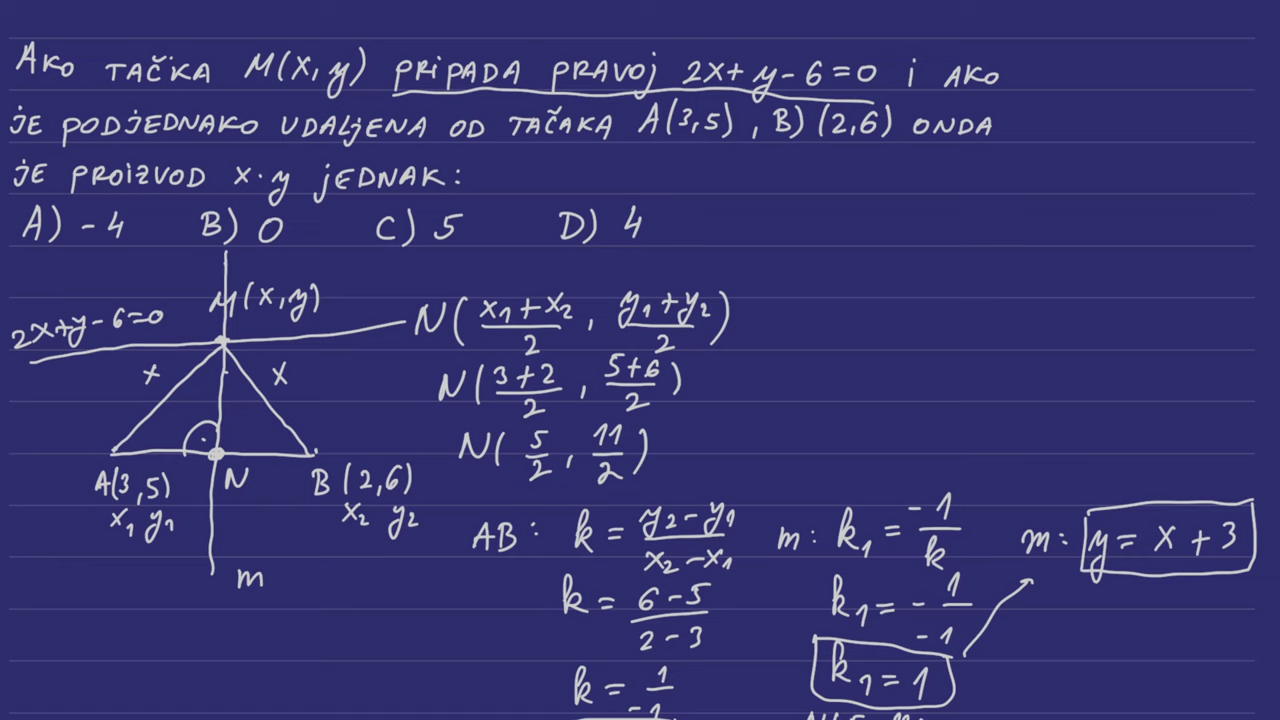 AKO TAČKA M(X,y) PRIPADA PRAVOJ 2X+y-6=0 i AKO
JE PODJEDNAKO UDALJENA OD TAČAKA A(3,5), B)(2,6) ONDA
JE PROIZVOD X·y JEDNAK:
A) -4 B) 0 C) 5 D) 4
M(X,y)
2X+y-6=0
x x
A(3,5) N B(2,6)
x₁ y₁ x₂ y₂
m
N(x₁+x₂/2, y₁+y₂/2)
N(3+2/2, 5+6/2)
N(5/2, 11/2)
AB: k = y₂-y₁/x₂-x₁
k = 6-5/2-3
k = 1/-1
m: k₁ = -1/k
k₁ = -1/-1
k₁ = 1
m: y = x+3